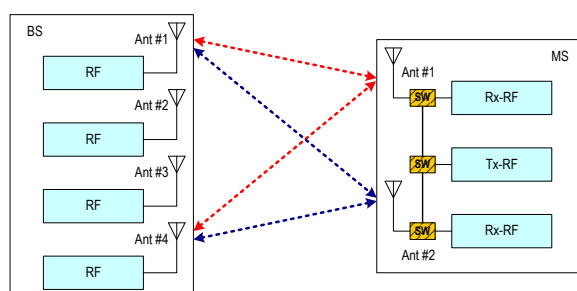 BS
Ant #1
RF
Ant #2
RF
Ant #3
RF
Ant #4
RF
MS
Ant #1
SW
Rx-RF
SW
Tx-RF
SW
Rx-RF
Ant #2